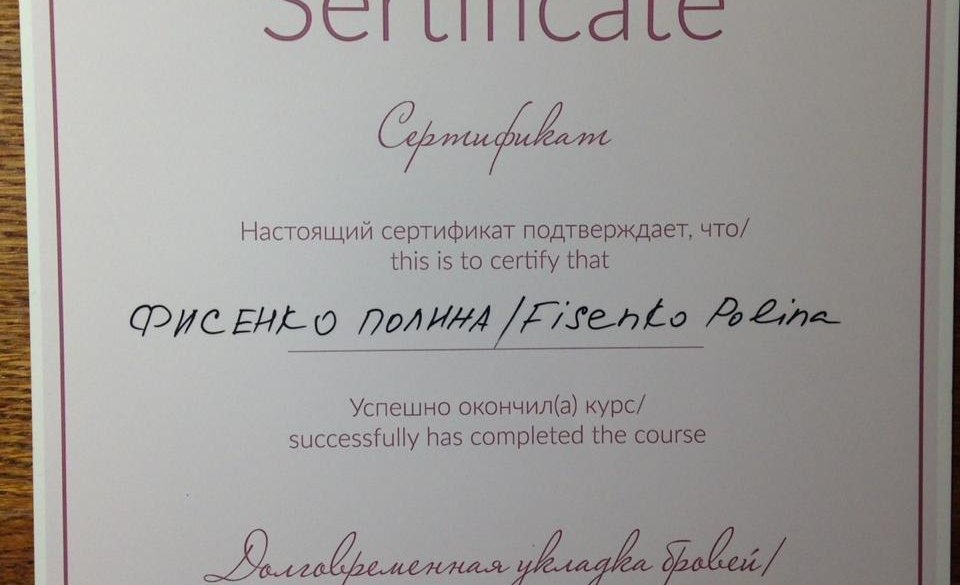 Sertificate
Сертификат
Настоящий сертификат подтверждает, что/
this is to certify that
ФИСЕНКО ПОЛИНА/Fisenko Polina
Успешно окончил(а) курс/
successfully has completed the course
Долговременная укладка бровей/